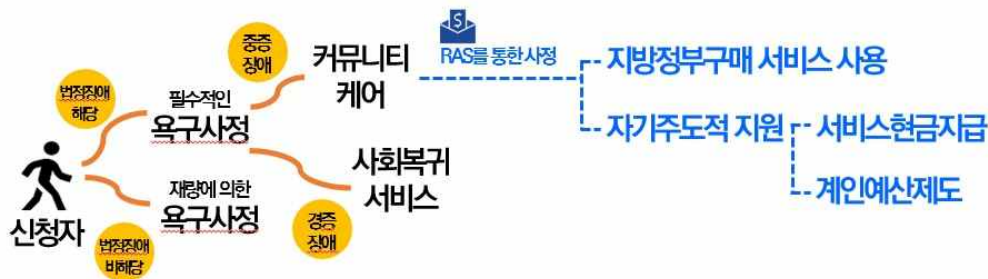 중증
장애
커뮤니티
케어
$
RAS를 통한 사정
지방정부구매 서비스 사용
법정장애
해당
필수적인
욕구사정
자기주도적 지원
서비스현금지급
사회복귀
서비스
계인예산제도
신청자
재량에 의한
욕구사정
법정장애
비해당
경증
장애